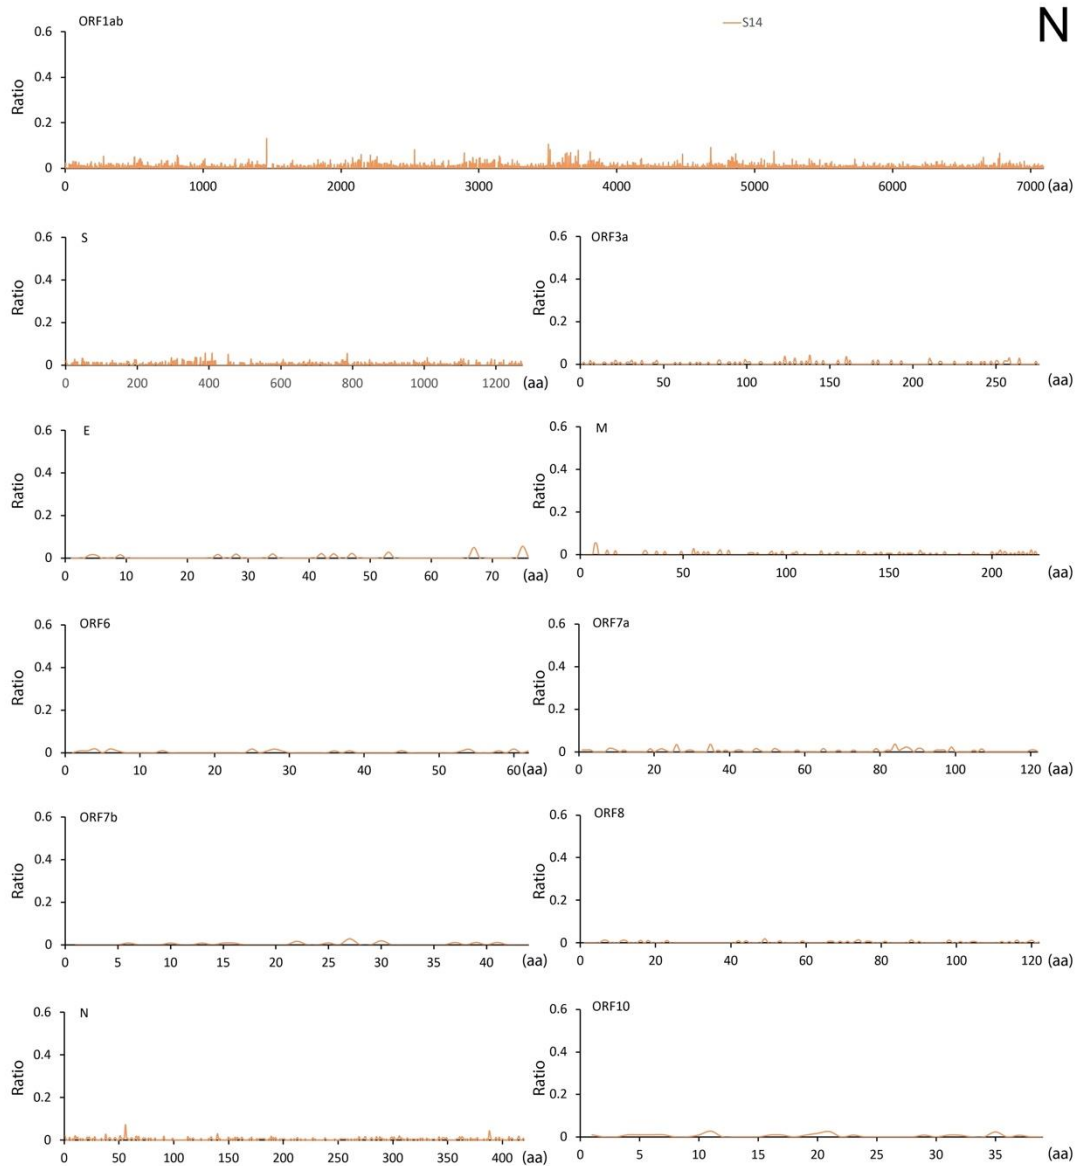 ORF1ab
S14
N
0.6
0.4
0.2
0
Ratio
0 1000 2000 3000 4000 5000 6000 7000 (aa)
S
0.6
0.4
0.2
0
Ratio
0 200 400 600 800 1000 1200 (aa)
ORF3a
0.6
0.4
0.2
0
Ratio
50 100 150 200 250 (aa)
E
0.6
0.4
0.2
0
Ratio
0 10 20 30 40 50 60 70 (aa)
M
0.6
0.4
0.2
0
Ratio
0 50 100 150 200 (aa)
ORF6
0.6
0.4
0.2
0
Ratio
0 10 20 30 40 50 60 (aa)
ORF7a
0.6
0.4
0.2
0
Ratio
0 20 40 60 80 100 120 (aa)
ORF7b
0.6
0.4
0.2
0
Ratio
0 5 10 15 20 25 30 35 40 (aa)
ORF8
0.6
0.4
0.2
0
Ratio
0 20 40 60 80 100 120 (aa)
N
0.6
0.4
0.2
0
Ratio
0 50 100 150 200 250 300 350 400 (aa)
ORF10
0.6
0.4
0.2
0
Ratio
0 5 10 15 20 25 30 35 (aa)